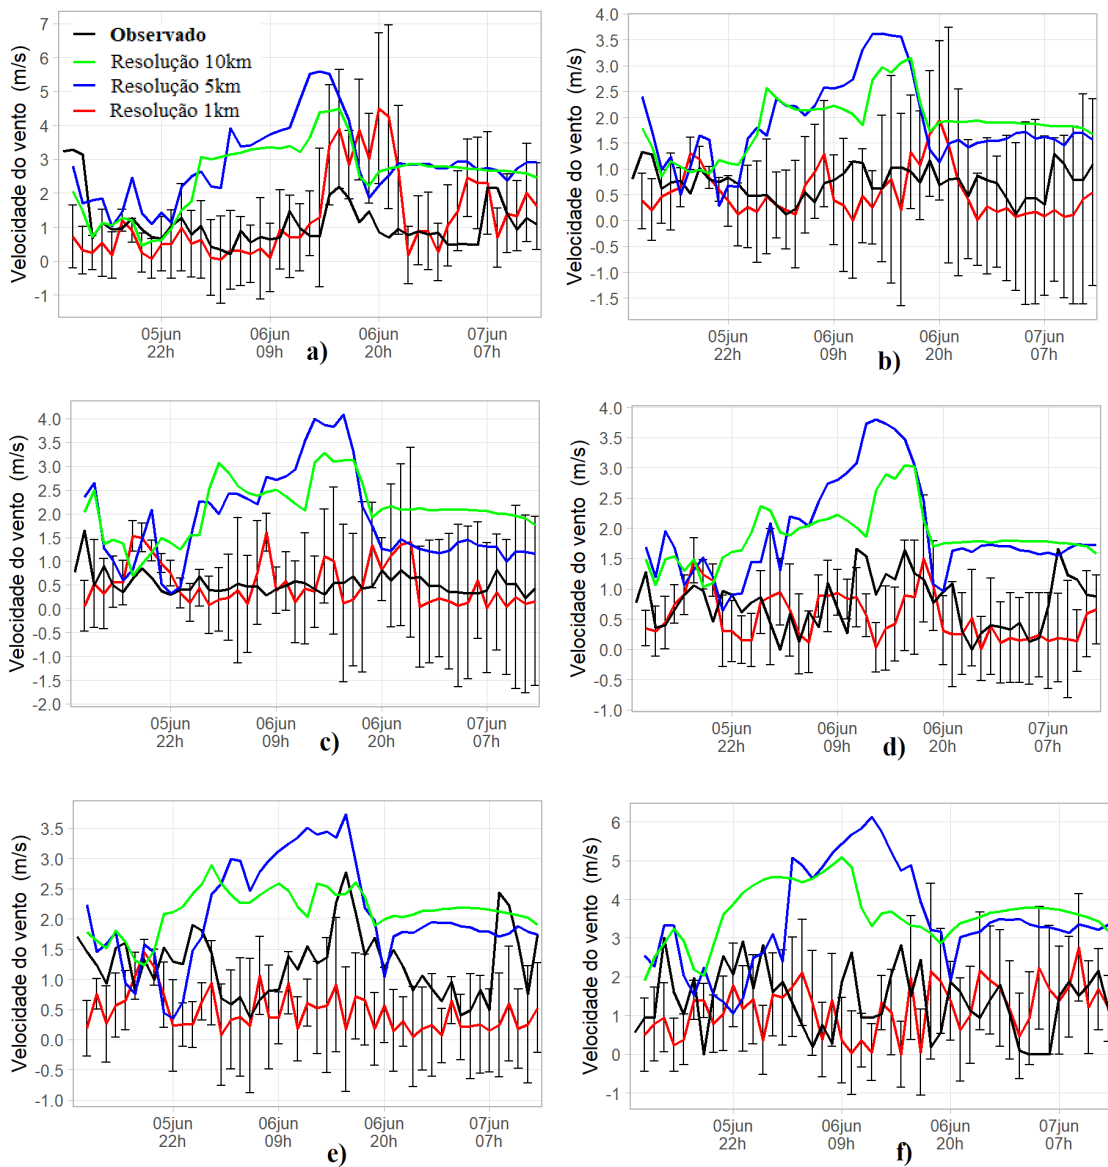 Velocidade do vento (m/s)
7
6
5
4
3
2
1
0
-1
Observado
Resolução 10km
Resolução 5km
Resolução 1km
05jun
22h
06jun
09h
06jun
20h
07jun
07h
a)
Velocidade do vento (m/s)
4.0
3.5
3.0
2.5
2.0
1.5
1.0
0.5
0.0
-0.5
-1.0
-1.5
05jun
22h
06jun
09h
06jun
20h
07jun
07h
b)
Velocidade do vento (m/s)
4.0
3.5
3.0
2.5
2.0
1.5
1.0
0.5
0.0
-0.5
-1.0
-1.5
-2.0
05jun
22h
06jun
09h
06jun
20h
07jun
07h
c)
Velocidade do vento (m/s)
4.0
3.5
3.0
2.5
2.0
1.5
1.0
0.5
0.0
-0.5
-1.0
05jun
22h
06jun
09h
06jun
20h
07jun
07h
d)
Velocidade do vento (m/s)
3.5
3.0
2.5
2.0
1.5
1.0
0.5
0.0
-0.5
-1.0
05jun
22h
06jun
09h
06jun
20h
07jun
07h
e)
Velocidade do vento (m/s)
6
5
4
3
2
1
0
-1
05jun
22h
06jun
09h
06jun
20h
07jun
07h
f)